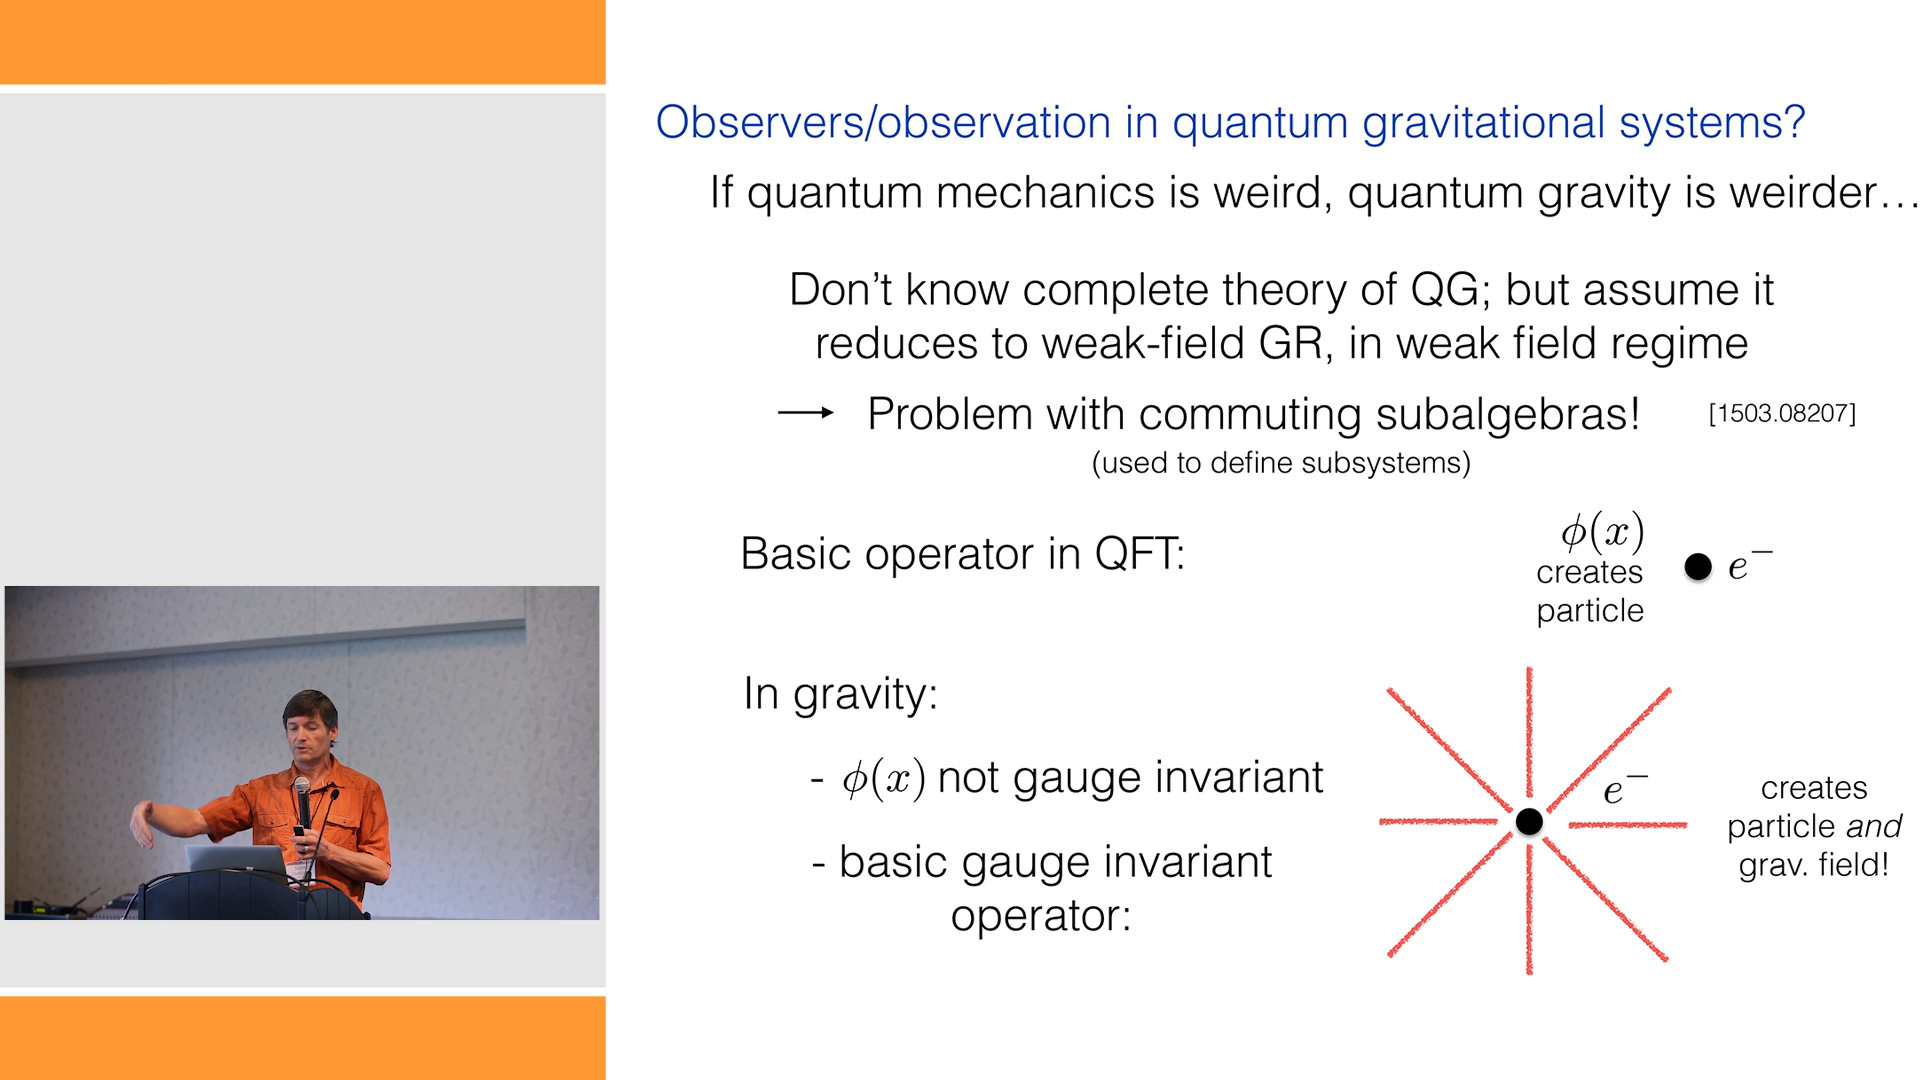 Observers/observation in quantum gravitational systems?
If quantum mechanics is weird, quantum gravity is weirder…
Don’t know complete theory of QG; but assume it
reduces to weak-field GR, in weak field regime
→ Problem with commuting subalgebras! [1503.08207]
(used to define subsystems)
Basic operator in QFT:
ϕ(x)
creates
particle
e⁻
In gravity:
- ϕ(x) not gauge invariant
- basic gauge invariant
operator:
e⁻
creates
particle and
grav. field!